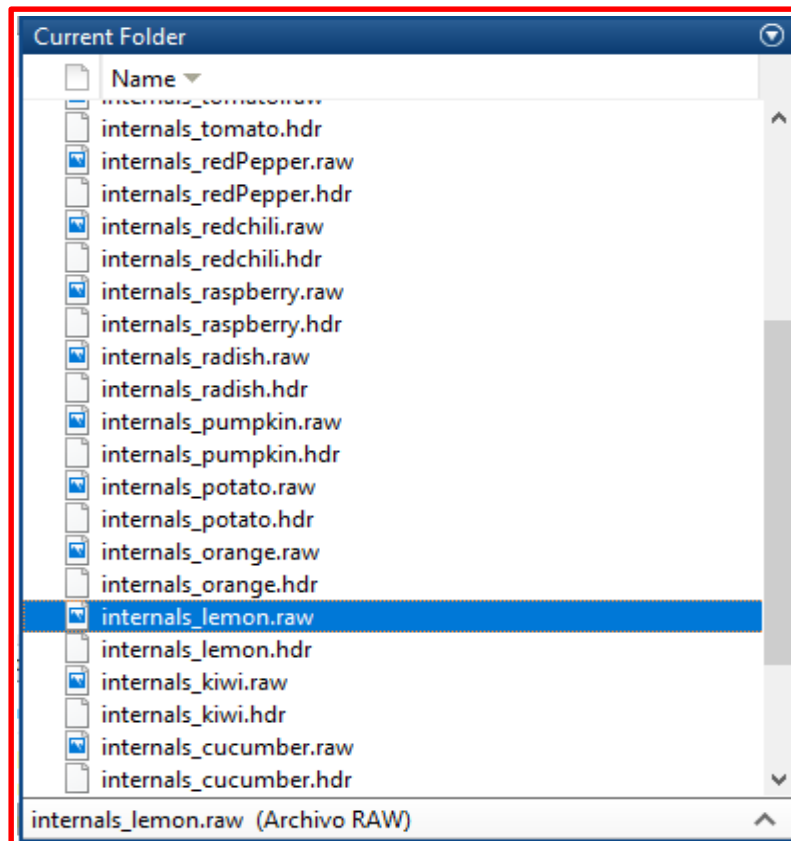 Current Folder
Name
internals_tomato.raw
internals_tomato.hdr
internals_redPepper.raw
internals_redPepper.hdr
internals_redchili.raw
internals_redchili.hdr
internals_raspberry.raw
internals_raspberry.hdr
internals_radish.raw
internals_radish.hdr
internals_pumpkin.raw
internals_pumpkin.hdr
internals_potato.raw
internals_potato.hdr
internals_orange.raw
internals_orange.hdr
internals_lemon.raw
internals_lemon.hdr
internals_kiwi.raw
internals_kiwi.hdr
internals_cucumber.raw
internals_cucumber.hdr
internals_lemon.raw (Archivo RAW)